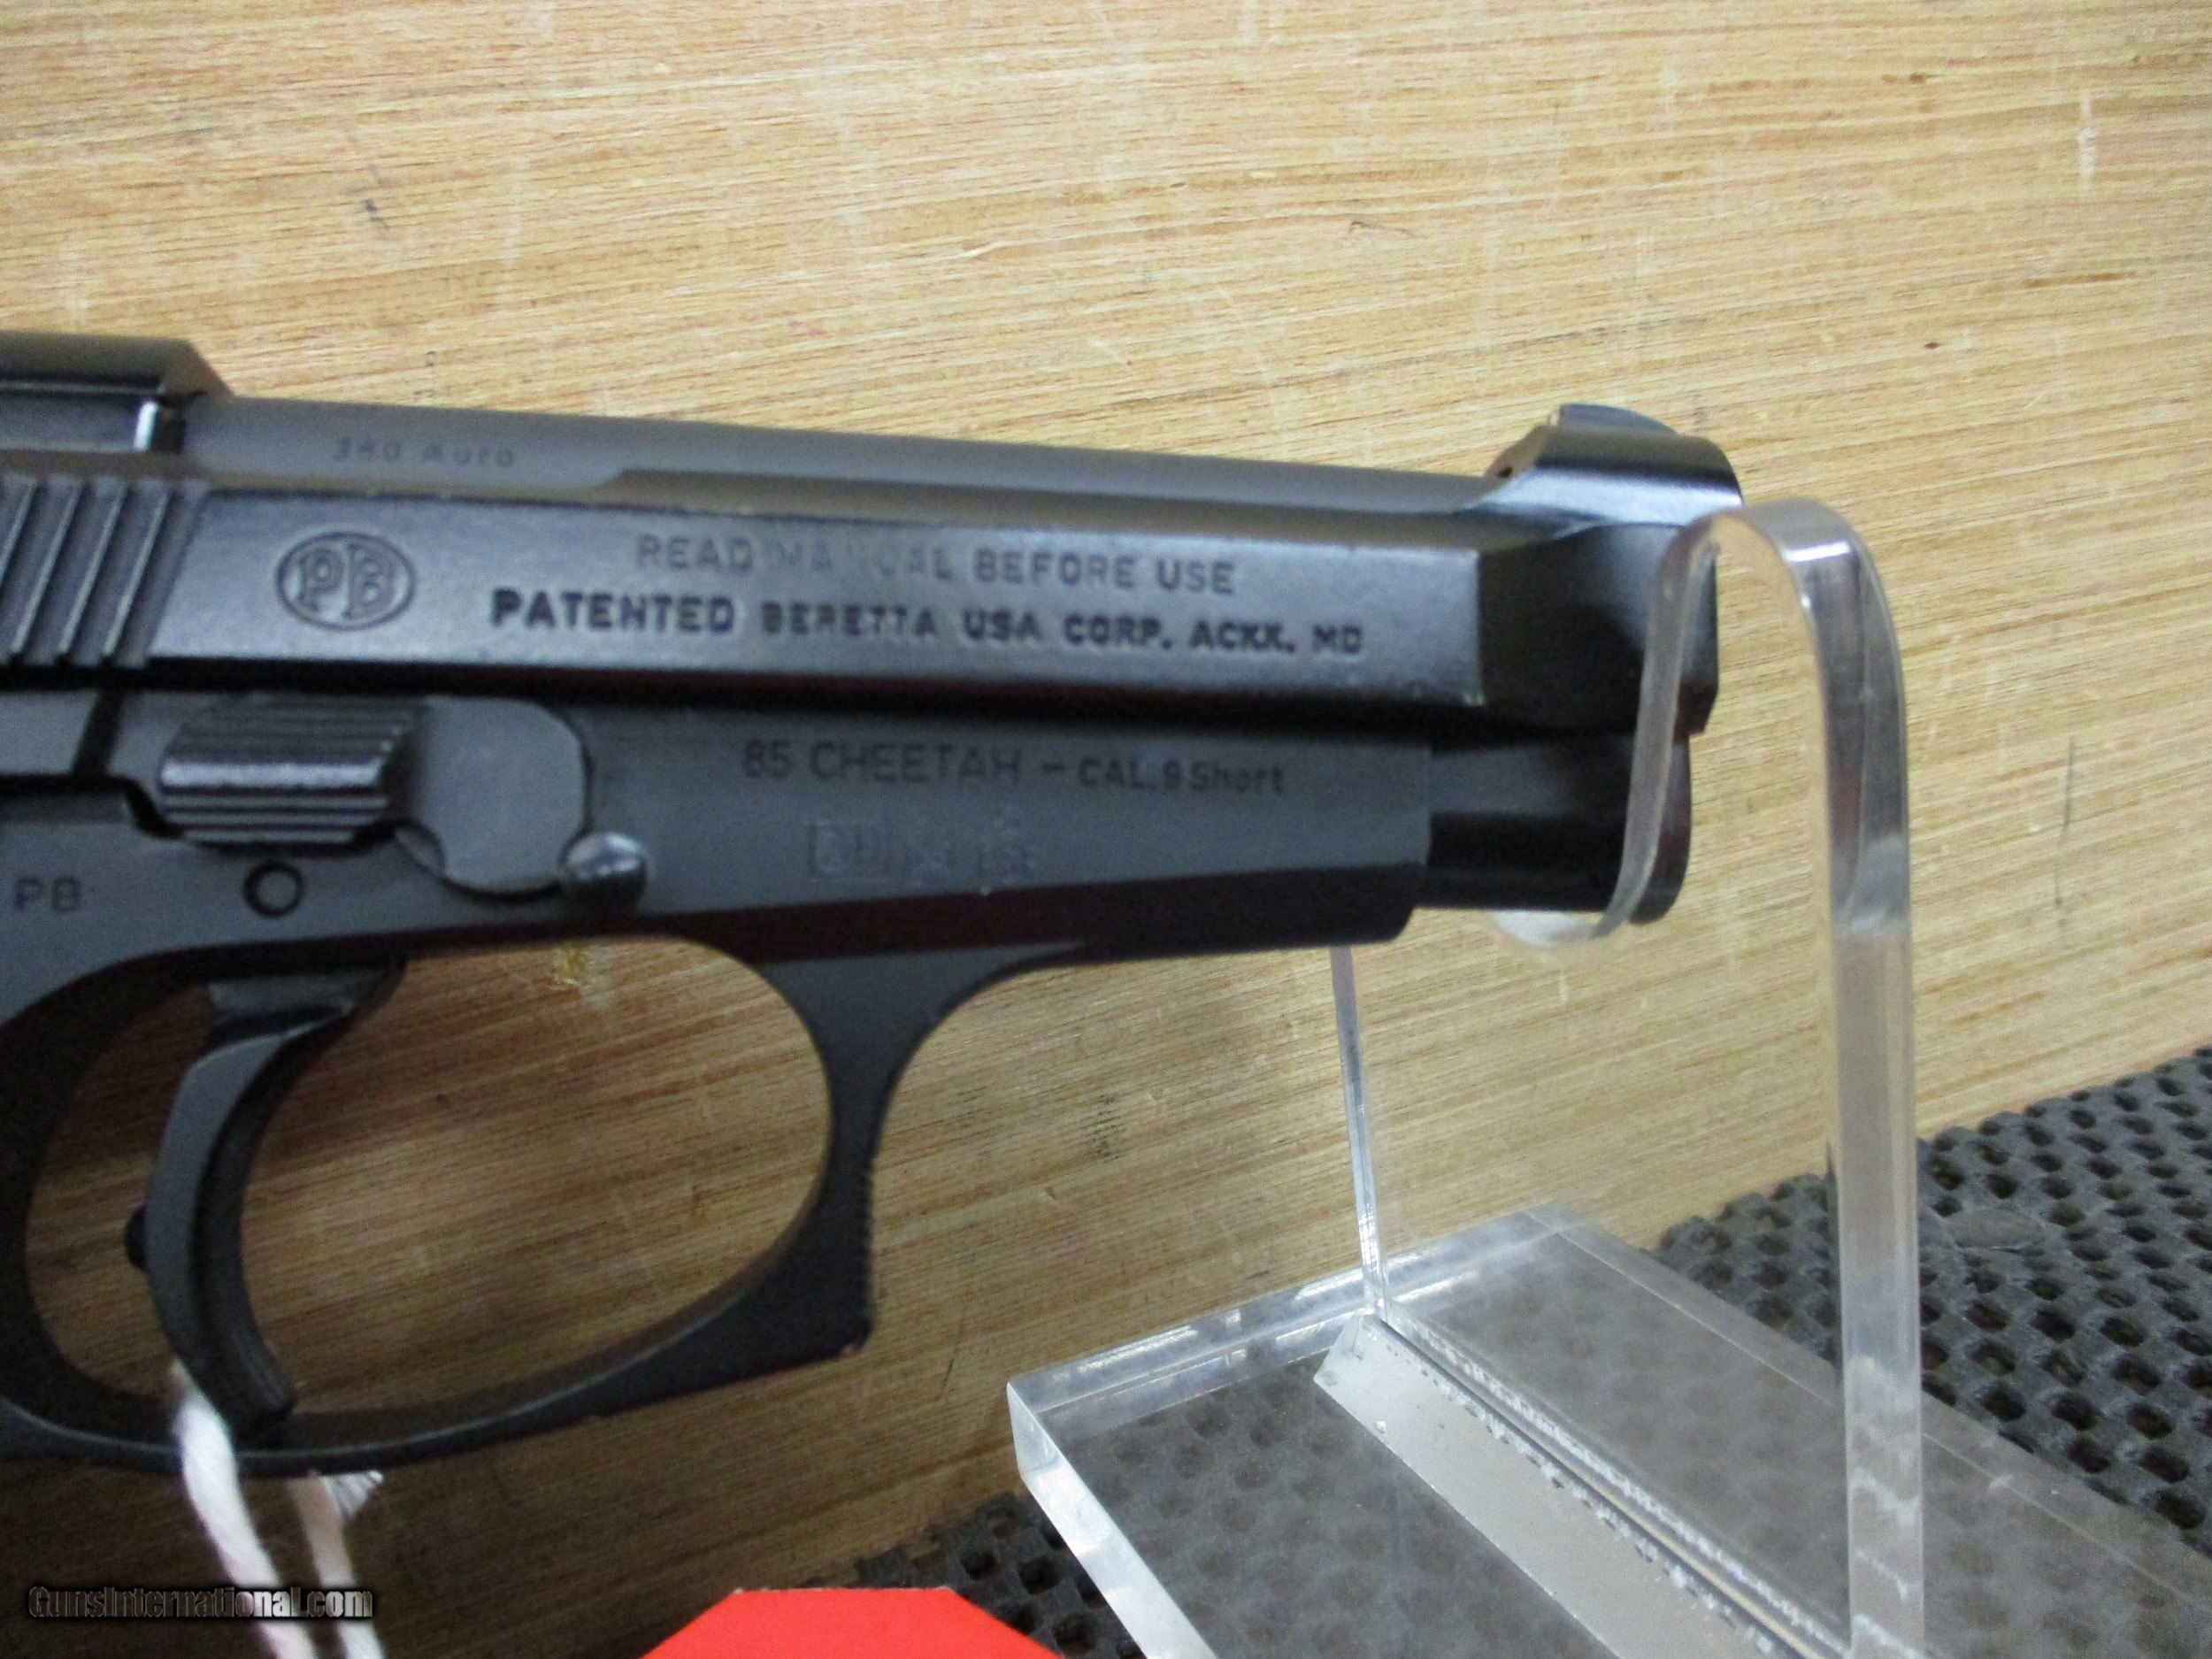 380 Auto
PB
READ MANUAL BEFORE USE
PATENTED BERETTA USA CORP. ACKK. MD
85 CHEETAH - CAL.9 Short
PB
GunsInternational.com